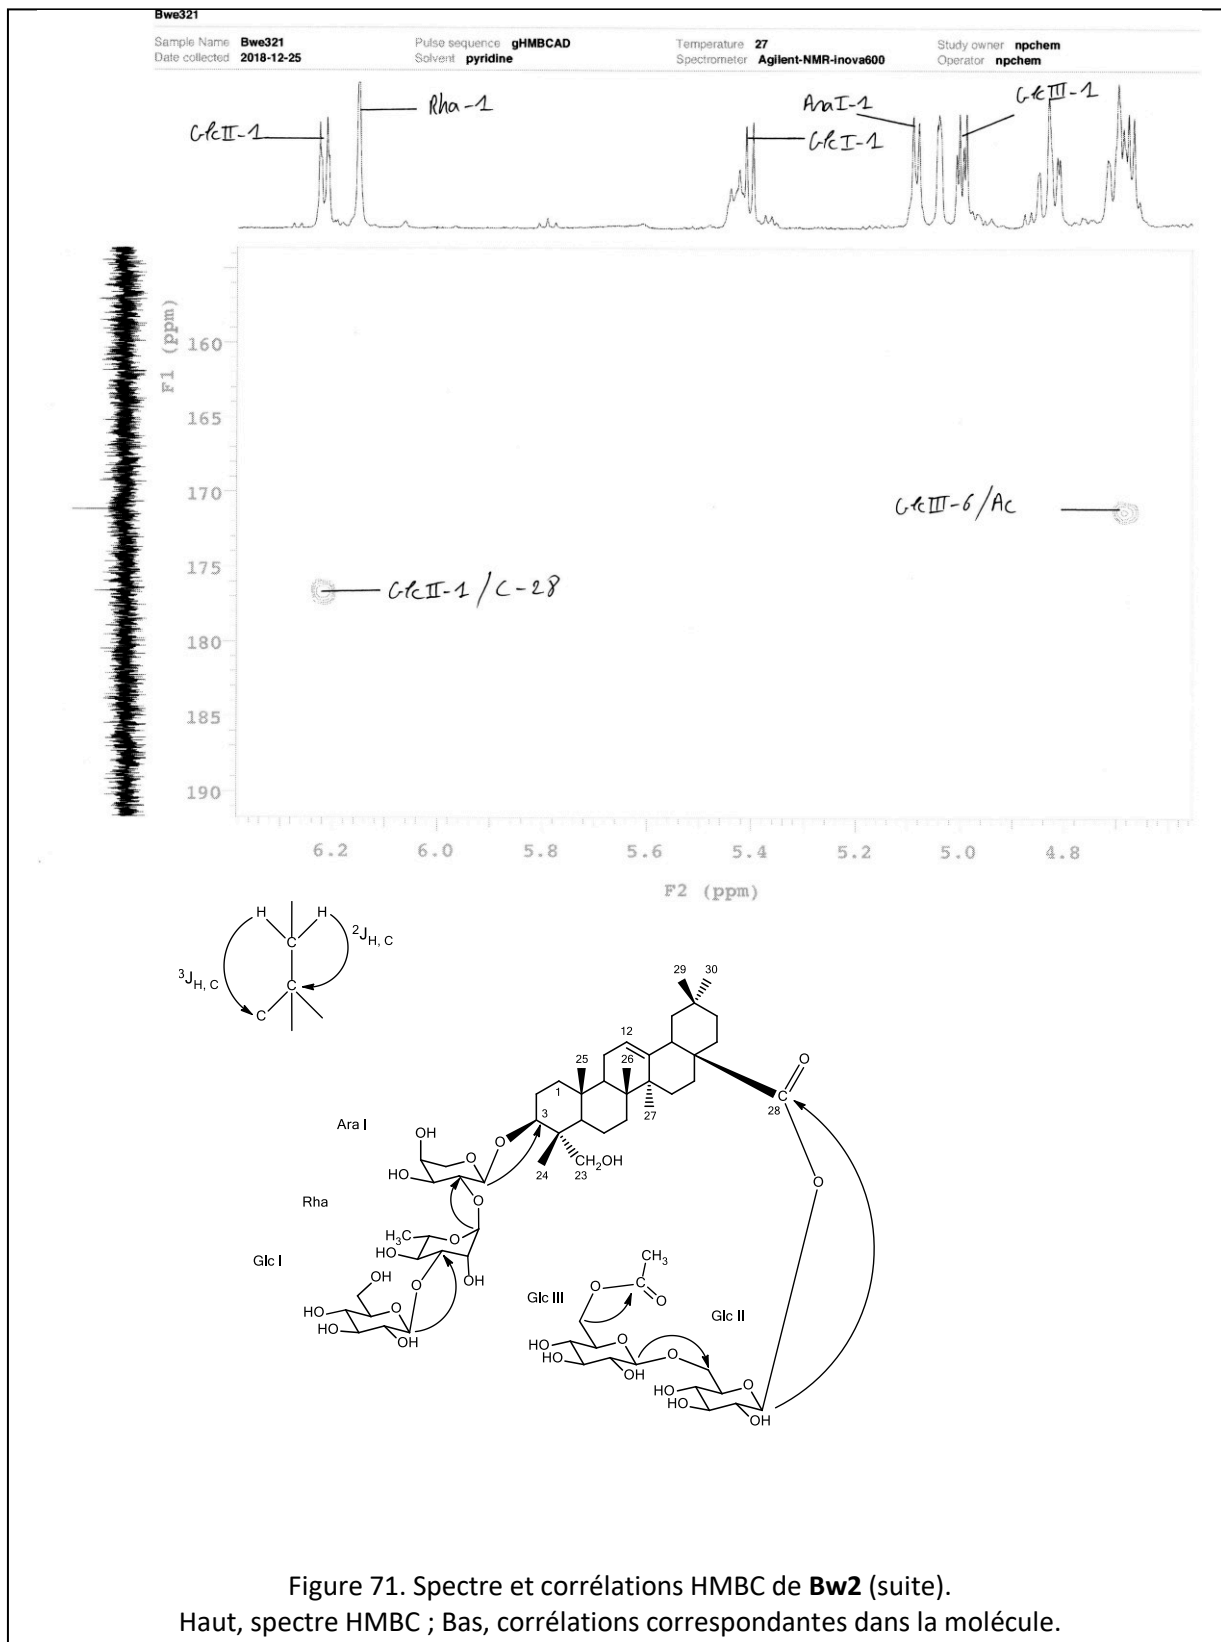 Bwe321
Sample Name Bwe321 Pulse sequence gHMBCAD Temperature 27 Study owner npchem
Date collected 2018-12-25 Solvent pyridine Spectrometer Agilent-NMR-inova600 Operator npchem
GlcII-1 Rha-1 GlcI-1 AraI-1 GlcIII-1
F1 (ppm)
160
165
170
GlcIII-6/Ac
175
GlcII-1/C-28
180
185
190
6.2 6.0 5.8 5.6 5.4 5.2 5.0 4.8
F2 (ppm)
H H
2JH, C
C
3JH, C
C
C
29 30
12
25 26
O
1
27
28 C
3
Ara I
OH O O
24 CH2OH
23
HO
O
O
Rha
H3C O
HO
Glc I
OH O OH
HO O
HO OH
CH3
O C
O
Glc III
Glc II
HO O
HO O
OH
HO O
HO
OH
Figure 71. Spectre et corrélations HMBC de Bw2 (suite).
Haut, spectre HMBC ; Bas, corrélations correspondantes dans la molécule.